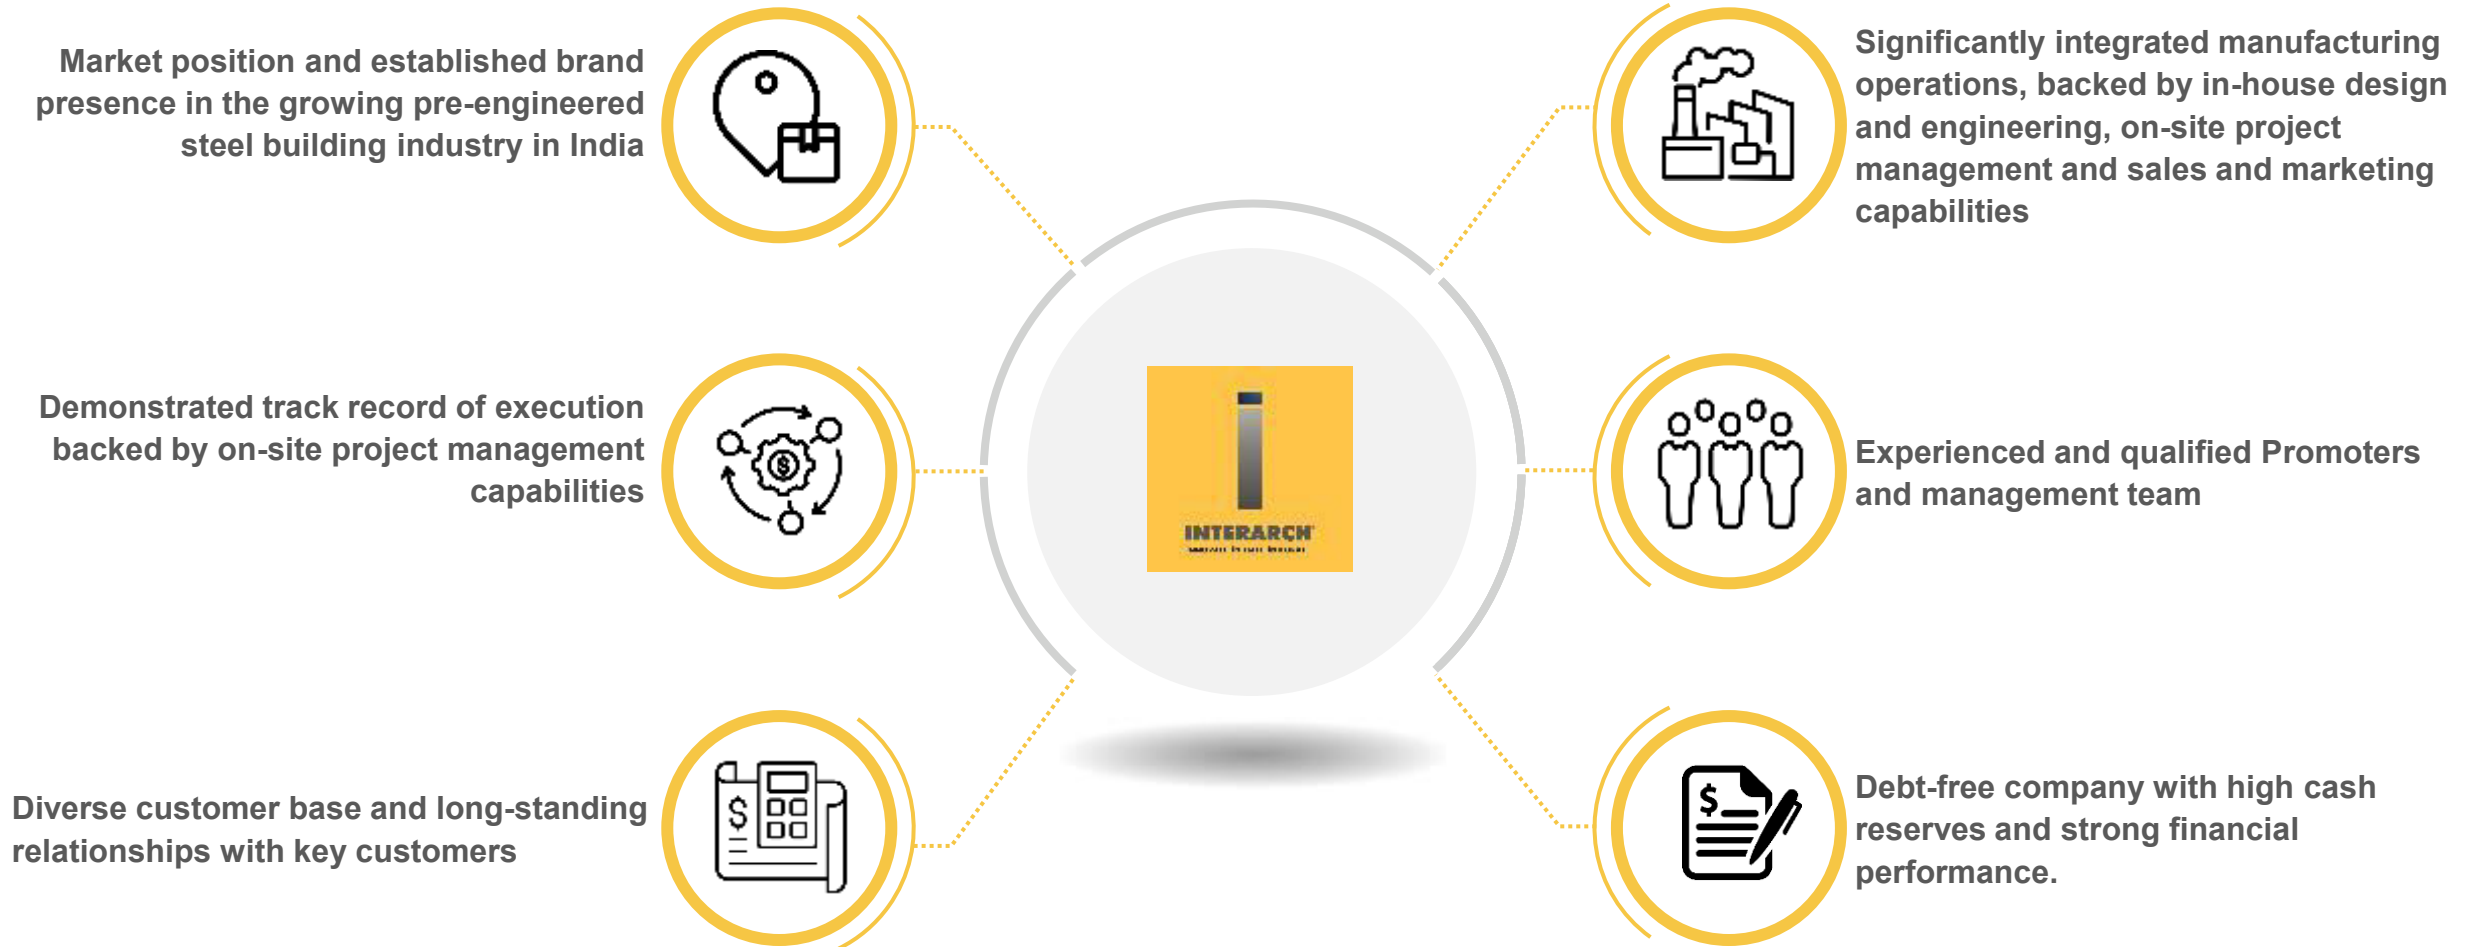 Market position and established brand
presence in the growing pre-engineered
steel building industry in India
Demonstrated track record of execution
backed by on-site project management
capabilities
Diverse customer base and long-standing
relationships with key customers
INTERARCH
Significantly integrated manufacturing
operations, backed by in-house design
and engineering, on-site project
management and sales and marketing
capabilities
Experienced and qualified Promoters
and management team
Debt-free company with high cash
reserves and strong financial
performance.
$
$
$